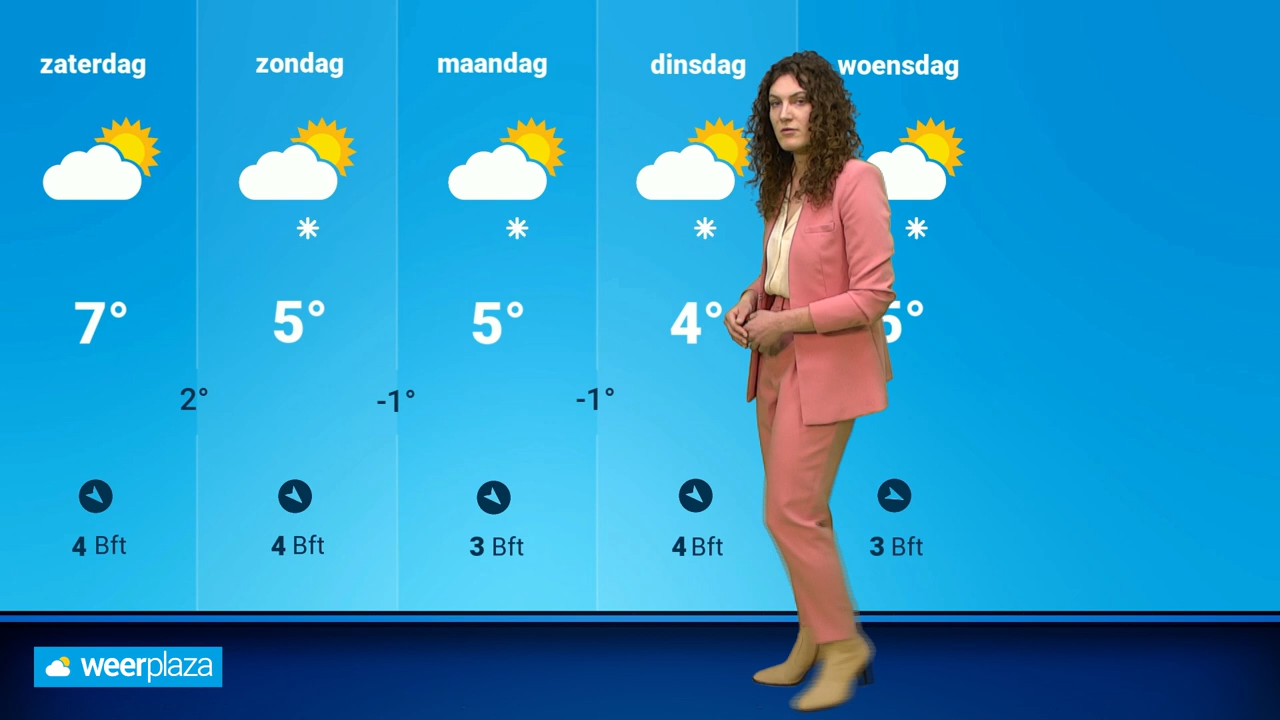 zaterdag zondag maandag dinsdag woensdag
7° 5° 5° 4°
2° -1° -1°
4 Bft 4 Bft 3 Bft 4 Bft 3 Bft
weerplaza